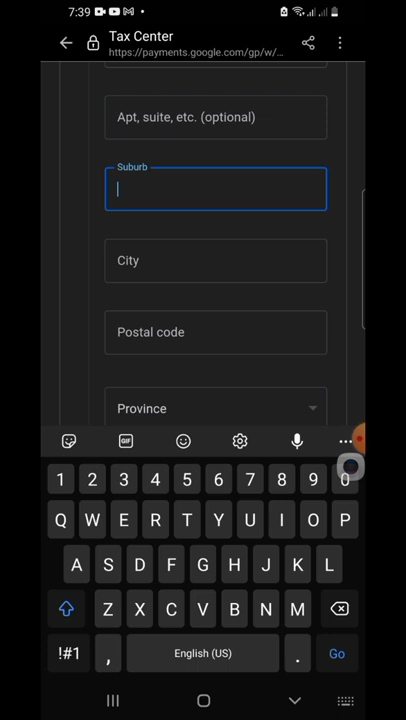 7:39
Tax Center
https://payments.google.com/gp/w/...
Apt, suite, etc. (optional)
Suburb
City
Postal code
Province
GIF
1 2 3 4 5 6 7 8 9 0
Q W E R T Y U I O P
A S D F G H J K L
Z X C V B N M
!#1 , English (US) . Go